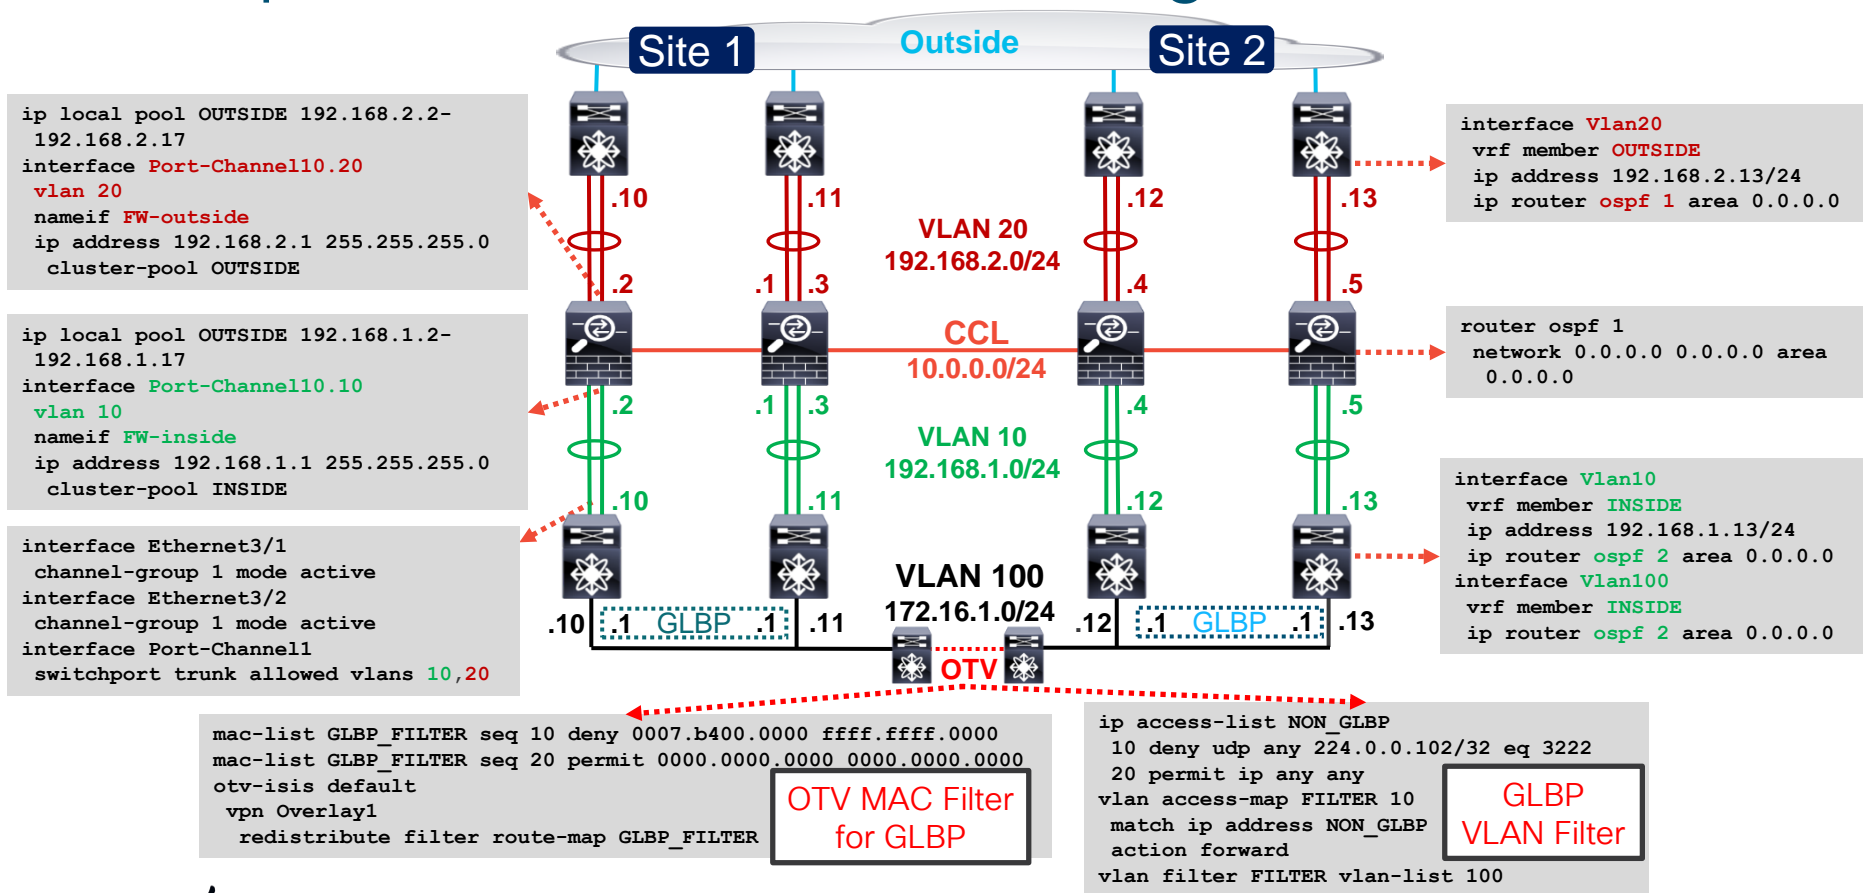 Site 1
Outside
Site 2
ip local pool OUTSIDE 192.168.2.2-
192.168.2.17
interface Port-Channel10.20
vlan 20
nameif FW-outside
ip address 192.168.2.1 255.255.255.0
cluster-pool OUTSIDE
ip local pool OUTSIDE 192.168.1.2-
192.168.1.17
interface Port-Channel10.10
vlan 10
nameif FW-inside
ip address 192.168.1.1 255.255.255.0
cluster-pool INSIDE
interface Ethernet3/1
channel-group 1 mode active
interface Ethernet3/2
channel-group 1 mode active
interface Port-Channel1
switchport trunk allowed vlans 10,20
.10
.11
.12
.13
VLAN 20
192.168.2.0/24
.2
.1
.3
.4
.5
CCL
10.0.0.0/24
.2
.1
.3
.4
.5
VLAN 10
192.168.1.0/24
.10
.11
.12
.13
VLAN 100
172.16.1.0/24
.10
.1 GLBP .1
.11
.12
.1 GLBP .1
.13
OTV
interface Vlan20
vrf member OUTSIDE
ip address 192.168.2.13/24
ip router ospf 1 area 0.0.0.0
router ospf 1
network 0.0.0.0 0.0.0.0 area
0.0.0.0
interface Vlan10
vrf member INSIDE
ip address 192.168.1.13/24
ip router ospf 2 area 0.0.0.0
interface Vlan100
vrf member INSIDE
ip router ospf 2 area 0.0.0.0
mac-list GLBP_FILTER seq 10 deny 0007.b400.0000 ffff.ffff.0000
mac-list GLBP_FILTER seq 20 permit 0000.0000.0000 0000.0000.0000
otv-isis default
vpn Overlay1
redistribute filter route-map GLBP_FILTER
OTV MAC Filter
for GLBP
ip access-list NON_GLBP
10 deny udp any 224.0.0.102/32 eq 3222
20 permit ip any any
vlan access-map FILTER 10
match ip address NON_GLBP
action forward
vlan filter FILTER vlan-list 100
GLBP
VLAN Filter